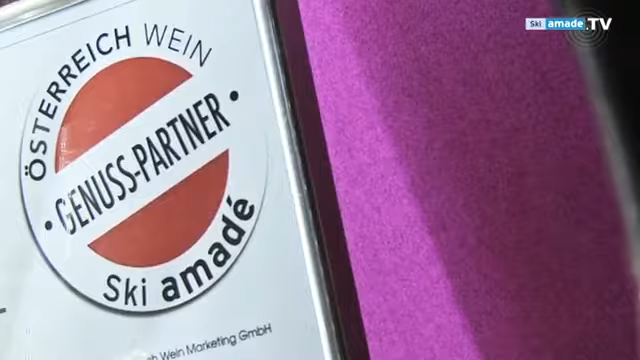 Ski amadé.TV
ÖSTERREICH WEIN
• GENUSS-PARTNER •
Ski amadé
Wein Marketing GmbH